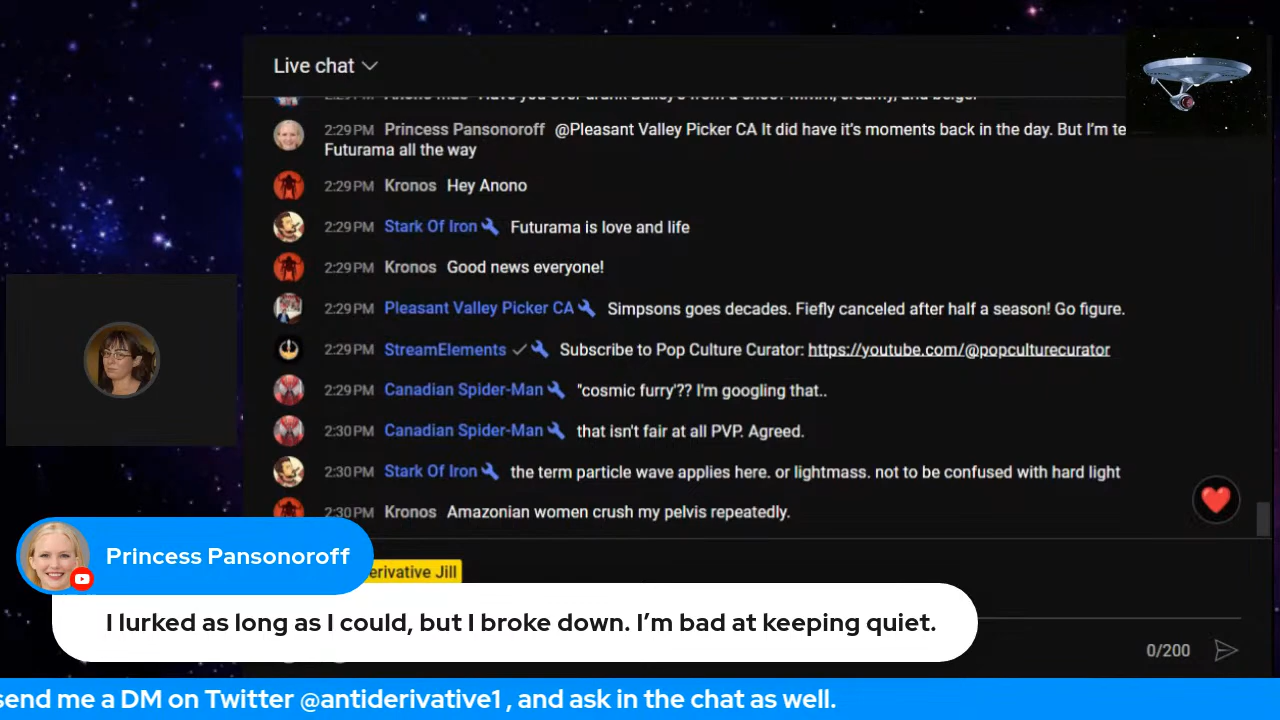 Live chat
2:29 PM Princess Pansonoroff @Pleasant Valley Picker CA It did have it's moments back in the day. But I'm te
Futurama all the way
2:29 PM Kronos Hey Anono
2:29 PM Stark Of Iron Futurama is love and life
2:29 PM Kronos Good news everyone!
2:29 PM Pleasant Valley Picker CA Simpsons goes decades. Fiefly canceled after half a season! Go figure.
2:29 PM StreamElements Subscribe to Pop Culture Curator: https://youtube.com/@popculturecurator
2:29 PM Canadian Spider-Man "cosmic furry'?? I'm googling that..
2:30 PM Canadian Spider-Man that isn't fair at all PVP. Agreed.
2:30 PM Stark Of Iron the term particle wave applies here. or lightmass. not to be confused with hard light
2:30 PM Kronos Amazonian women crush my pelvis repeatedly.
Princess Pansonoroff
erivative Jill
I lurked as long as I could, but I broke down. I'm bad at keeping quiet.
0/200
send me a DM on Twitter @antiderivative1 , and ask in the chat as well.